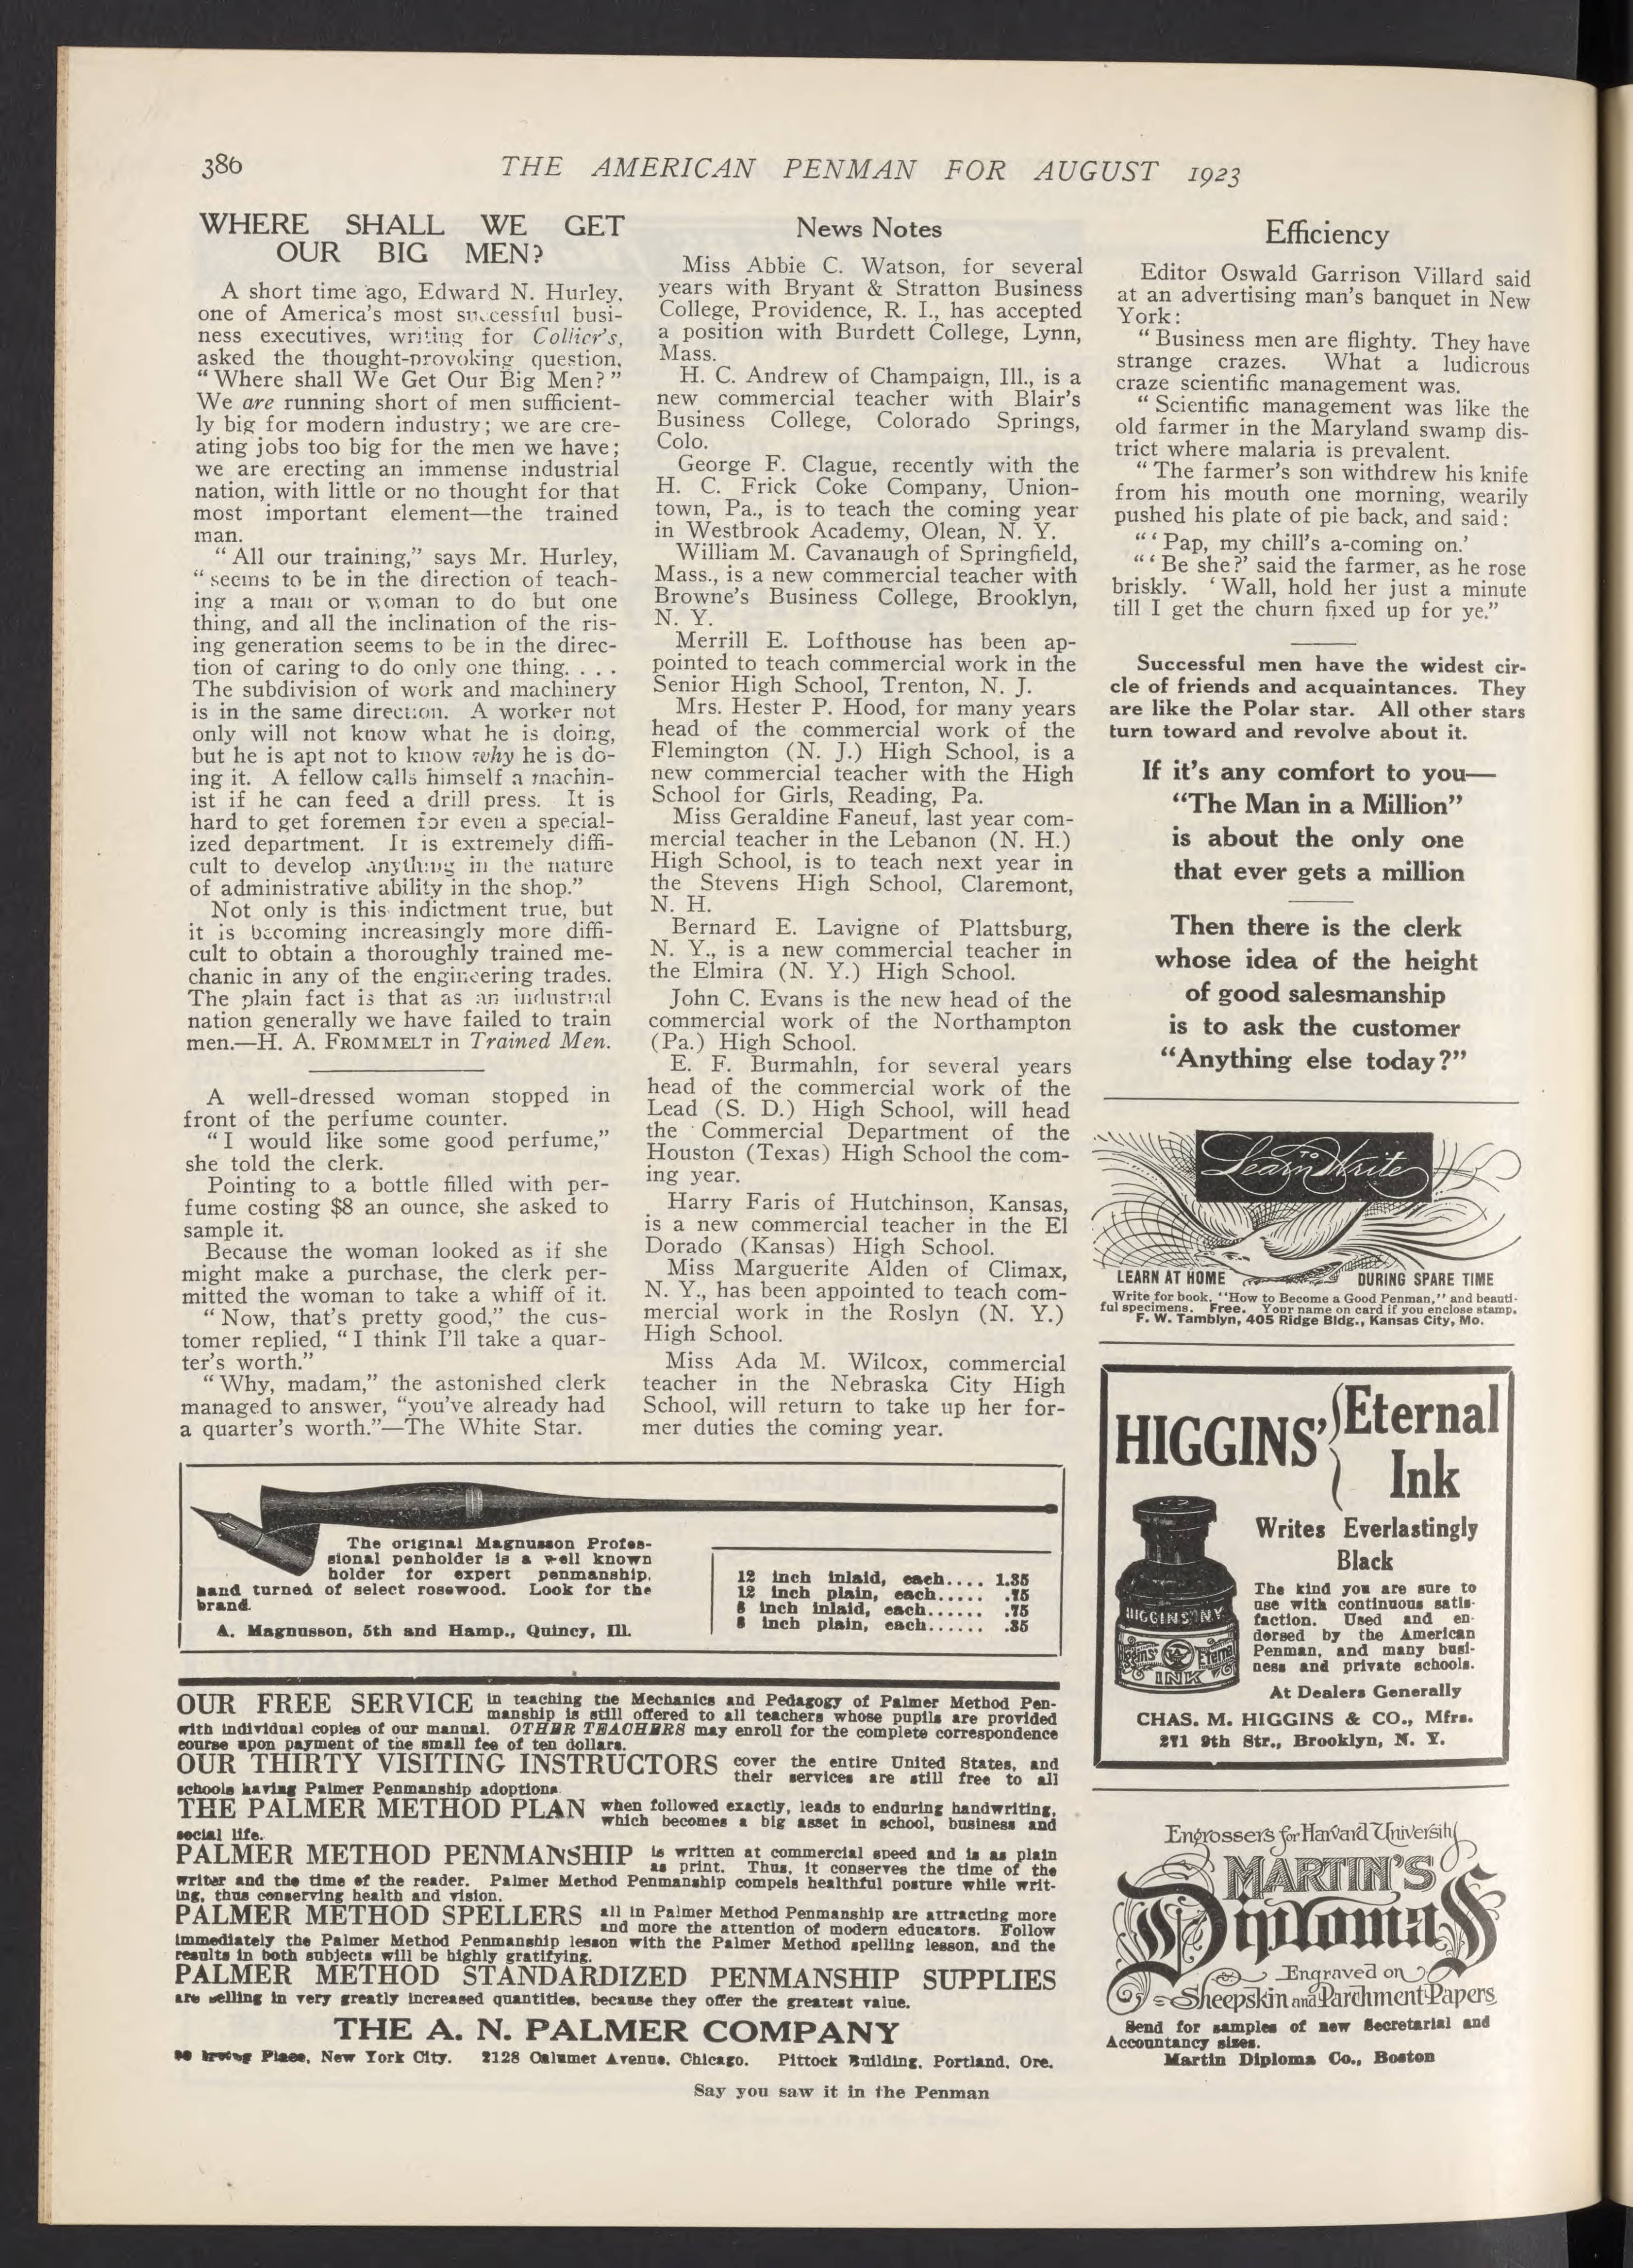 386
THE AMERICAN PENMAN FOR AUGUST 1923
WHERE SHALL WE GET
OUR BIG MEN?
A short time ago, Edward N. Hurley,
one of America's most successful busi-
ness executives, writing for Collier's,
asked the thought-provoking question,
"Where shall We Get Our Big Men?"
We are running short of men sufficient-
ly big for modern industry; we are cre-
ating jobs too big for the men we have;
we are erecting an immense industrial
nation, with little or no thought for that
most important element—the trained
man.
"All our training," says Mr. Hurley,
"seems to be in the direction of teach-
ing a man or woman to do but one
thing, and all the inclination of the ris-
ing generation seems to be in the direc-
tion of caring to do only one thing. . . .
The subdivision of work and machinery
is in the same direction. A worker not
only will not know what he is doing,
but he is apt not to know why he is do-
ing it. A fellow calls himself a machin-
ist if he can feed a drill press. It is
hard to get foremen for even a special-
ized department. It is extremely diffi-
cult to develop anything in the nature
of administrative ability in the shop."
Not only is this indictment true, but
it is becoming increasingly more diffi-
cult to obtain a thoroughly trained me-
chanic in any of the engineering trades.
The plain fact is that as an industrial
nation generally we have failed to train
men.—H. A. FROMMELT in Trained Men.
A well-dressed woman stopped in
front of the perfume counter.
"I would like some good perfume,"
she told the clerk.
Pointing to a bottle filled with per-
fume costing $8 an ounce, she asked to
sample it.
Because the woman looked as if she
might make a purchase, the clerk per-
mitted the woman to take a whiff of it.
"Now, that's pretty good," the cus-
tomer replied, "I think I'll take a quar-
ter's worth."
"Why, madam," the astonished clerk
managed to answer, "you've already had
a quarter's worth."—The White Star.
News Notes
Miss Abbie C. Watson, for several
years with Bryant & Stratton Business
College, Providence, R. I., has accepted
a position with Burdett College, Lynn,
Mass.
H. C. Andrew of Champaign, Ill., is a
new commercial teacher with Blair's
Business College, Colorado Springs,
Colo.
George F. Clague, recently with the
H. C. Frick Coke Company, Union-
town, Pa., is to teach the coming year
in Westbrook Academy, Olean, N. Y.
William M. Cavanaugh of Springfield,
Mass., is a new commercial teacher with
Browne's Business College, Brooklyn,
N. Y.
Merrill E. Lofthouse has been ap-
pointed to teach commercial work in the
Senior High School, Trenton, N. J.
Mrs. Hester P. Hood, for many years
head of the commercial work of the
Flemington (N. J.) High School, is a
new commercial teacher with the High
School for Girls, Reading, Pa.
Miss Geraldine Faneuf, last year com-
mercial teacher in the Lebanon (N. H.)
High School, is to teach next year in
the Stevens High School, Claremont,
N. H.
Bernard E. Lavigne of Plattsburg,
N. Y., is a new commercial teacher in
the Elmira (N. Y.) High School.
John C. Evans is the new head of the
commercial work of the Northampton
(Pa.) High School.
E. F. Burmahln, for several years
head of the commercial work of the
Lead (S. D.) High School, will head
the Commercial Department of the
Houston (Texas) High School the com-
ing year.
Harry Faris of Hutchinson, Kansas,
is a new commercial teacher in the El
Dorado (Kansas) High School.
Miss Marguerite Alden of Climax,
N. Y., has been appointed to teach com-
mercial work in the Roslyn (N. Y.)
High School.
Miss Ada M. Wilcox, commercial
teacher in the Nebraska City High
School, will return to take up her for-
mer duties the coming year.
Efficiency
Editor Oswald Garrison Villard said
at an advertising man's banquet in New
York:
"Business men are flighty. They have
strange crazes. What a ludicrous
craze scientific management was.
"Scientific management was like the
old farmer in the Maryland swamp dis-
trict where malaria is prevalent.
"The farmer's son withdrew his knife
from his mouth one morning, wearily
pushed his plate of pie back, and said:
"'Pap, my chill's a-coming on.'
"'Be she?' said the farmer, as he rose
briskly. 'Wall, hold her just a minute
till I get the churn fixed up for ye."
Successful men have the widest cir-
cle of friends and acquaintances. They
are like the Polar star. All other stars
turn toward and revolve about it.
If it's any comfort to you—
"The Man in a Million"
is about the only one
that ever gets a million
Then there is the clerk
whose idea of the height
of good salesmanship
is to ask the customer
"Anything else today?"
Learn to Write
LEARN AT HOME DURING SPARE TIME
Write for book, "How to Become a Good Penman," and beauti-
ful specimens. Free. Your name on card if you enclose stamp.
F. W. Tamblyn, 405 Ridge Bldg., Kansas City, Mo.
HIGGINS' Eternal
Ink
Writes Everlastingly
Black
The kind you are sure to
use with continuous satis-
faction. Used and en-
dorsed by the American
Penman, and many busi-
ness and private schools.
At Dealers Generally
CHAS. M. HIGGINS & CO., Mfrs.
271 9th Str., Brooklyn, N. Y.
HIGGINS' N.Y.
Higgins' Eternal
INK
Engrossers for Harvard University
MARTIN'S
Diplomas
Engraved on
Sheepskin and Parchment Papers
Send for samples of new Secretarial and
Accountancy sizes.
Martin Diploma Co., Boston
The original Magnusson Profes-
sional penholder is a well known
holder for expert penmanship,
hand turned of select rosewood. Look for the
brand.
A. Magnusson, 5th and Hamp., Quincy, Ill.
12 inch inlaid, each.... 1.35
12 inch plain, each..... .75
8 inch inlaid, each...... .75
8 inch plain, each...... .35
OUR FREE SERVICE in teaching the Mechanics and Pedagogy of Palmer Method Pen-
manship is still offered to all teachers whose pupils are provided
with individual copies of our manual. OTHER TEACHERS may enroll for the complete correspondence
course upon payment of the small fee of ten dollars.
OUR THIRTY VISITING INSTRUCTORS cover the entire United States, and
their services are still free to all
schools having Palmer Penmanship adoptions.
THE PALMER METHOD PLAN when followed exactly, leads to enduring handwriting,
which becomes a big asset in school, business and
social life.
PALMER METHOD PENMANSHIP is written at commercial speed and is as plain
as print. Thus, it conserves the time of the
writer and the time of the reader. Palmer Method Penmanship compels healthful posture while writ-
ing, thus conserving health and vision.
PALMER METHOD SPELLERS all in Palmer Method Penmanship are attracting more
and more the attention of modern educators. Follow
immediately the Palmer Method Penmanship lesson with the Palmer Method spelling lesson, and the
results in both subjects will be highly gratifying.
PALMER METHOD STANDARDIZED PENMANSHIP SUPPLIES
are selling in very greatly increased quantities, because they offer the greatest value.
THE A. N. PALMER COMPANY
Irving Place, New York City. 2128 Calumet Avenue, Chicago. Pittock Building, Portland, Ore.
Say you saw it in the Penman